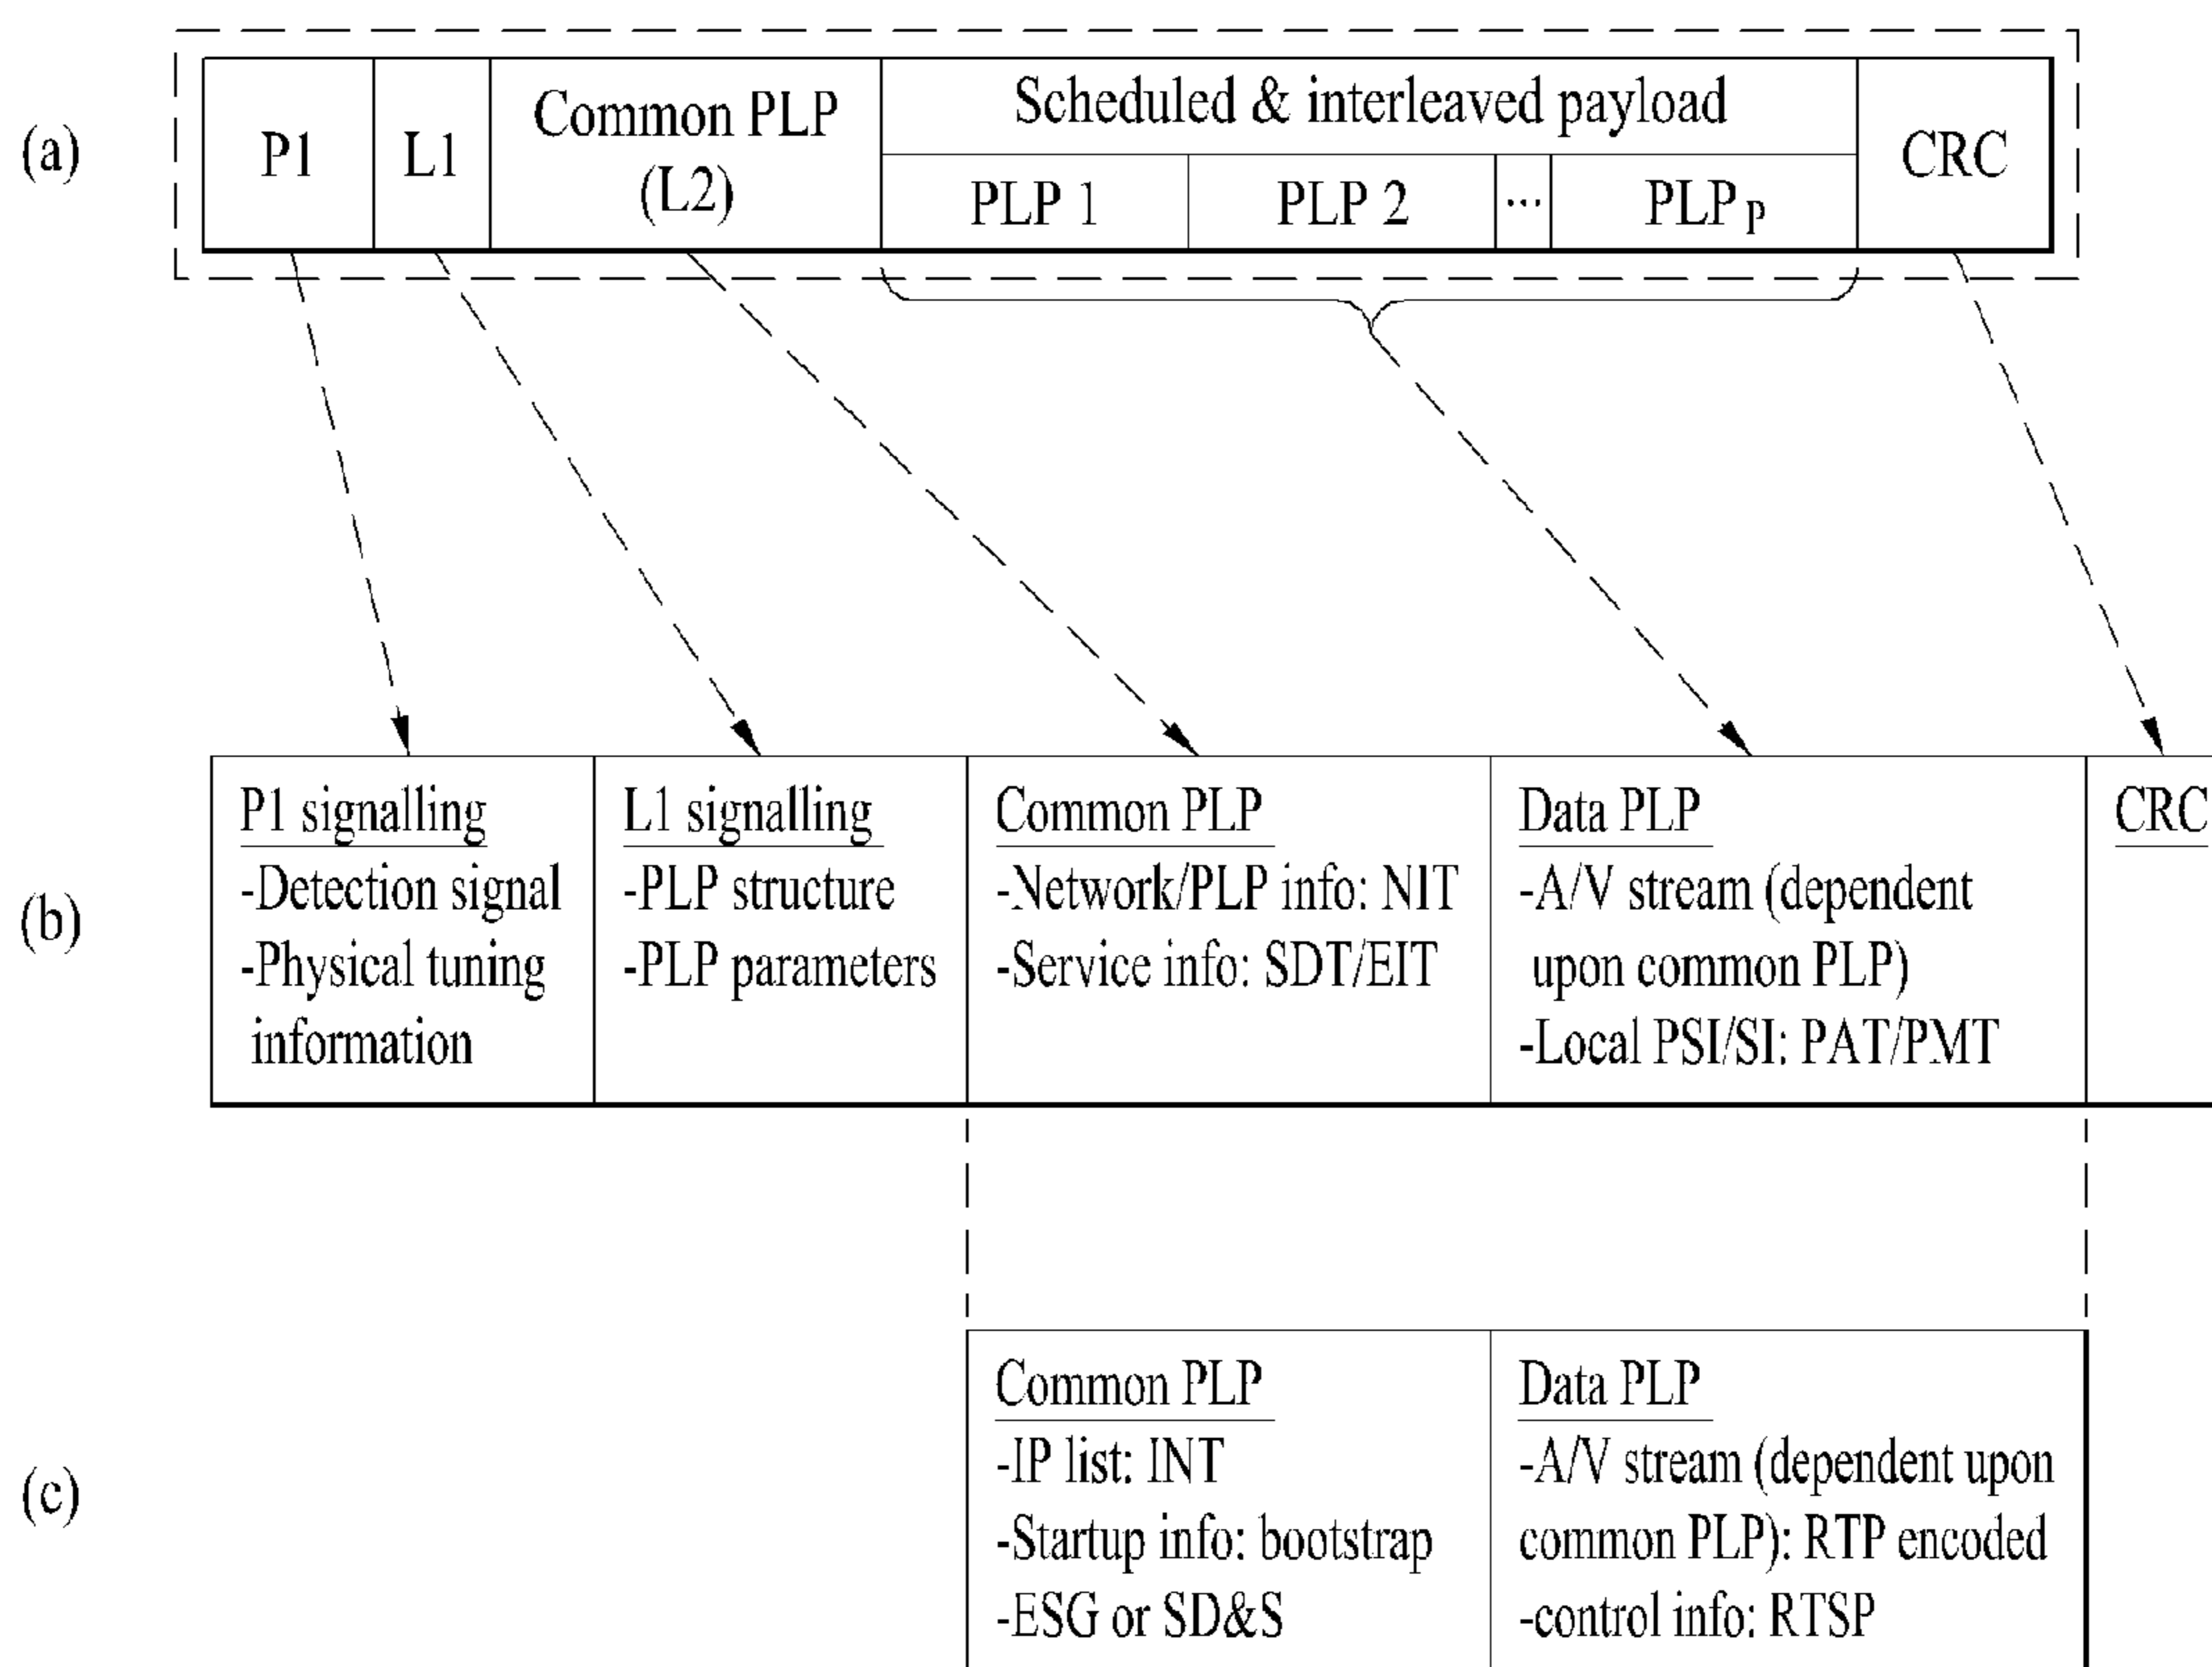 (a)
P1
L1
Common PLP
(L2)
Scheduled & interleaved payload
PLP 1
PLP 2
...
PLP P
CRC
(b)
P1 signalling
-Detection signal
-Physical tuning
information
L1 signalling
-PLP structure
-PLP parameters
Common PLP
-Network/PLP info: NIT
-Service info: SDT/EIT
Data PLP
-A/V stream (dependent
upon common PLP)
-Local PSI/SI: PAT/PMT
CRC
(c)
Common PLP
-IP list: INT
-Startup info: bootstrap
-ESG or SD&S
Data PLP
-A/V stream (dependent upon
common PLP): RTP encoded
-control info: RTSP